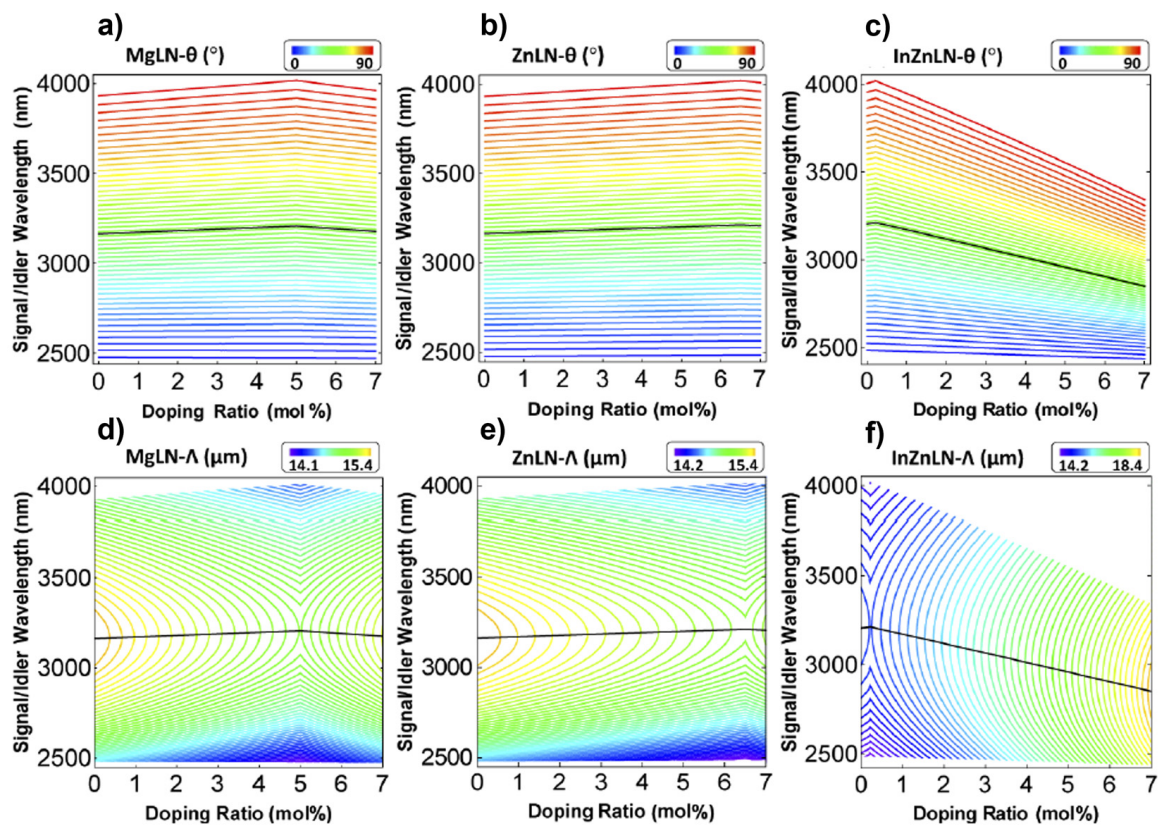 a)
MgLN-θ (°)
0 90
Signal/Idler Wavelength (nm)
4000
3500
3000
2500
0 1 2 3 4 5 6 7
Doping Ratio (mol%)
b)
ZnLN-θ (°)
0 90
Signal/Idler Wavelength (nm)
4000
3500
3000
2500
0 1 2 3 4 5 6 7
Doping Ratio (mol%)
c)
InZnLN-θ (°)
0 90
Signal/Idler Wavelength (nm)
4000
3500
3000
2500
0 1 2 3 4 5 6 7
Doping Ratio (mol%)
d)
MgLN-Λ (μm)
14.1 15.4
Signal/Idler Wavelength (nm)
4000
3500
3000
2500
0 1 2 3 4 5 6 7
Doping Ratio (mol%)
e)
ZnLN-Λ (μm)
14.2 15.4
Signal/Idler Wavelength (nm)
4000
3500
3000
2500
0 1 2 3 4 5 6 7
Doping Ratio (mol%)
f)
InZnLN-Λ (μm)
14.2 18.4
Signal/Idler Wavelength (nm)
4000
3500
3000
2500
0 1 2 3 4 5 6 7
Doping Ratio (mol%)